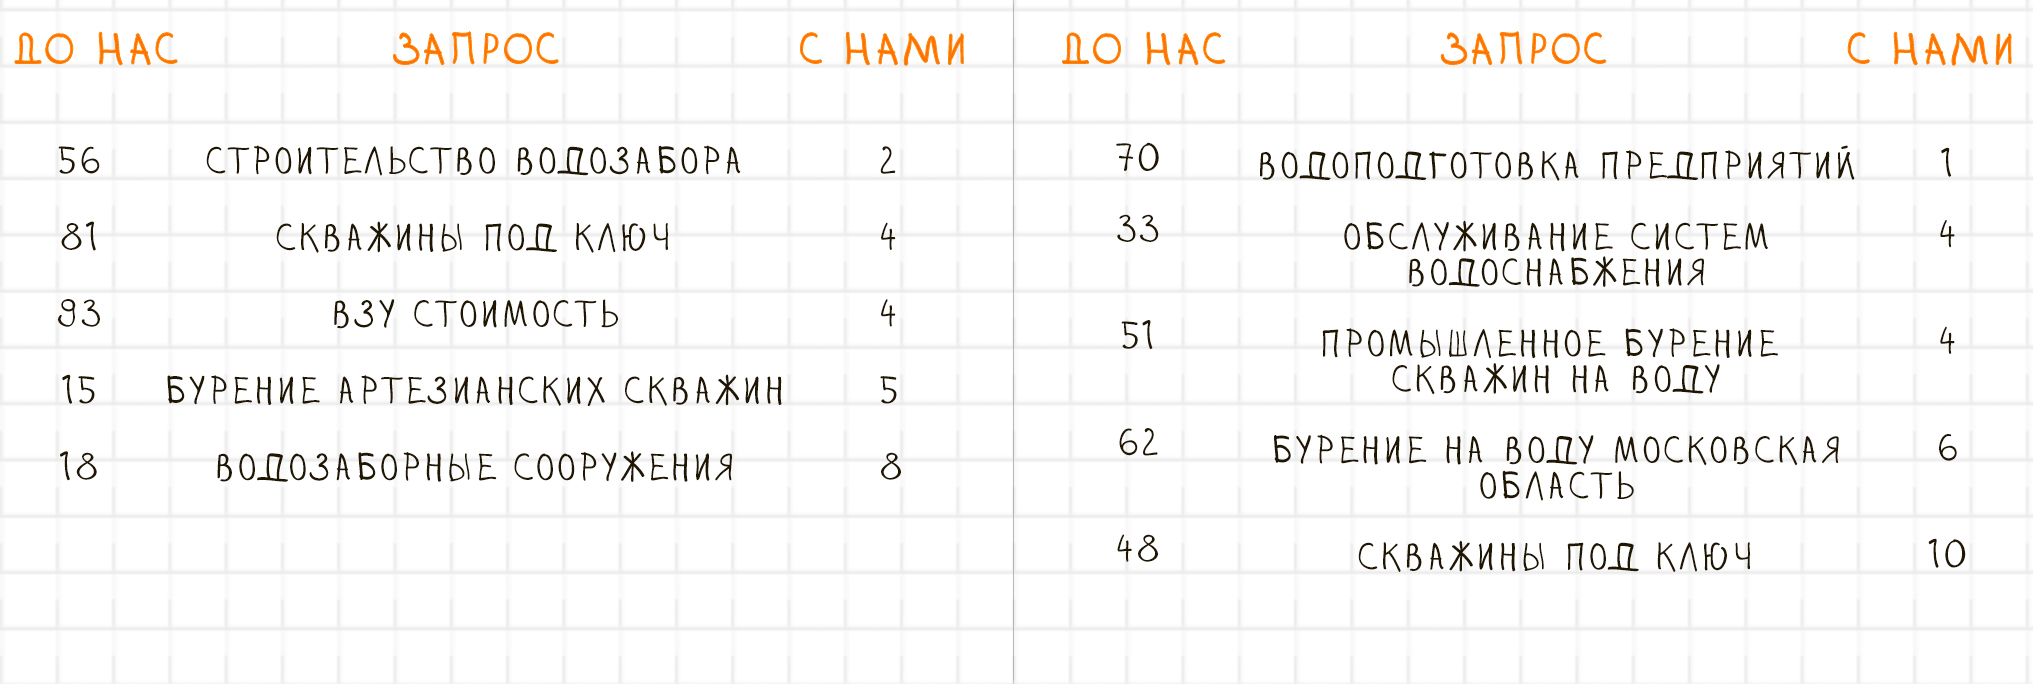 ДО НАС ЗАПРОС С НАМИ
56 СТРОИТЕЛЬСТВО ВОДОЗАБОРА 2
81 СКВАЖИНЫ ПОД КЛЮЧ 4
93 ВЗУ СТОИМОСТЬ 4
15 БУРЕНИЕ АРТЕЗИАНСКИХ СКВАЖИН 5
18 ВОДОЗАБОРНЫЕ СООРУЖЕНИЯ 8
ДО НАС ЗАПРОС С НАМИ
70 ВОДОПОДГОТОВКА ПРЕДПРИЯТИЙ 1
33 ОБСЛУЖИВАНИЕ СИСТЕМ 4
ВОДОСНАБЖЕНИЯ
51 ПРОМЫШЛЕННОЕ БУРЕНИЕ 4
СКВАЖИН НА ВОДУ
62 БУРЕНИЕ НА ВОДУ МОСКОВСКАЯ 6
ОБЛАСТЬ
48 СКВАЖИНЫ ПОД КЛЮЧ 10